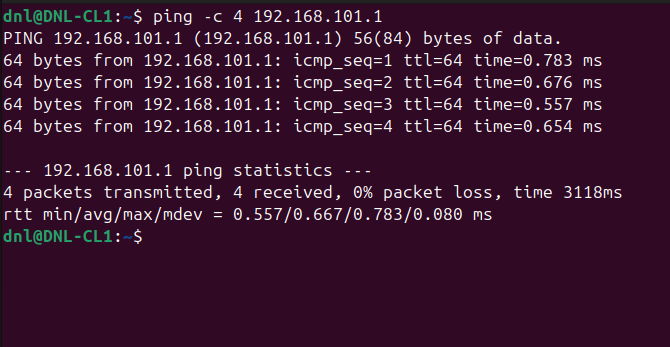 dnl@DNL-CL1:~$ ping -c 4 192.168.101.1
PING 192.168.101.1 (192.168.101.1) 56(84) bytes of data.
64 bytes from 192.168.101.1: icmp_seq=1 ttl=64 time=0.783 ms
64 bytes from 192.168.101.1: icmp_seq=2 ttl=64 time=0.676 ms
64 bytes from 192.168.101.1: icmp_seq=3 ttl=64 time=0.557 ms
64 bytes from 192.168.101.1: icmp_seq=4 ttl=64 time=0.654 ms

--- 192.168.101.1 ping statistics ---
4 packets transmitted, 4 received, 0% packet loss, time 3118ms
rtt min/avg/max/mdev = 0.557/0.667/0.783/0.080 ms
dnl@DNL-CL1:~$